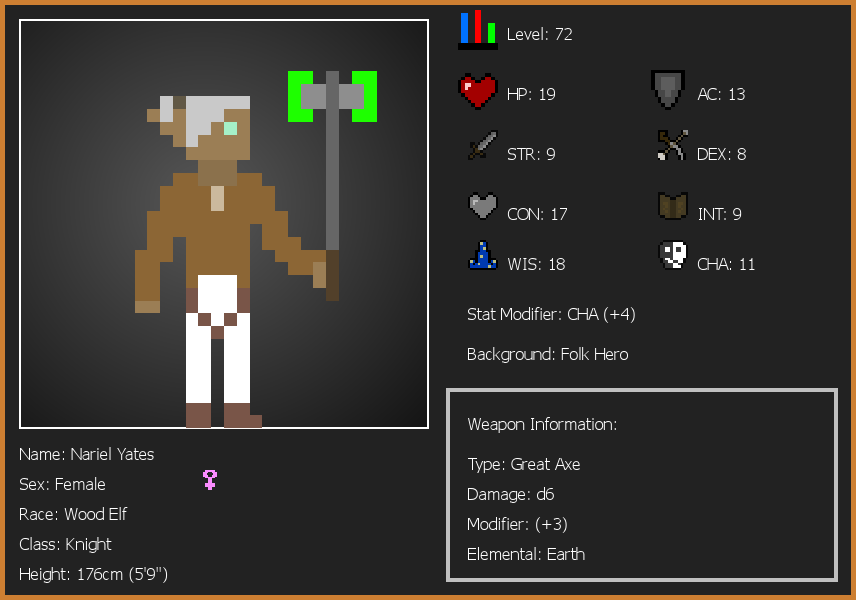 Level: 72
HP: 19
AC: 13
STR: 9
DEX: 8
CON: 17
INT: 9
WIS: 18
CHA: 11
Stat Modifier: CHA (+4)
Background: Folk Hero
Weapon Information:
Type: Great Axe
Damage: d6
Modifier: (+3)
Elemental: Earth
Name: Nariel Yates
Sex: Female
Race: Wood Elf
Class: Knight
Height: 176cm (5'9")